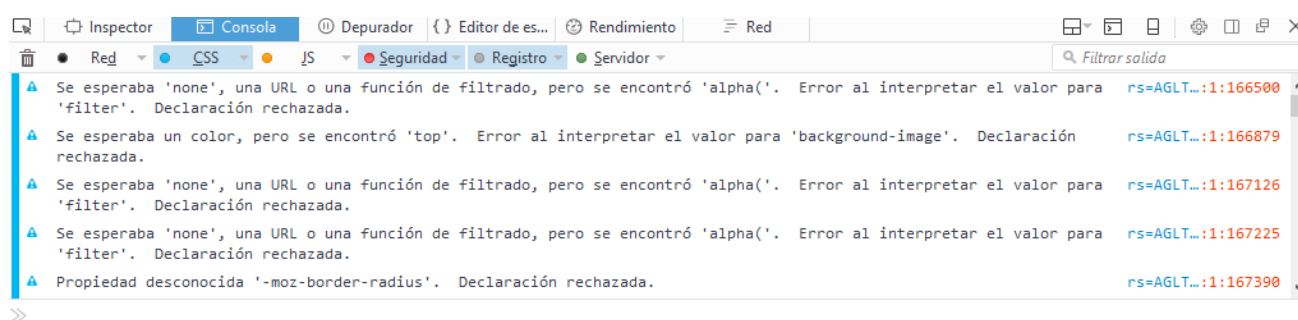 Inspector Consola Depurador { } Editor de es... Rendimiento Red
Red CSS JS Seguridad Registro Servidor Filtrar salida
Se esperaba 'none', una URL o una función de filtrado, pero se encontró 'alpha('.  Error al interpretar el valor para rs=AGLT…:1:166500
'filter'.  Declaración rechazada.
Se esperaba un color, pero se encontró 'top'.  Error al interpretar el valor para 'background-image'.  Declaración rs=AGLT…:1:166879
rechazada.
Se esperaba 'none', una URL o una función de filtrado, pero se encontró 'alpha('.  Error al interpretar el valor para rs=AGLT…:1:167126
'filter'.  Declaración rechazada.
Se esperaba 'none', una URL o una función de filtrado, pero se encontró 'alpha('.  Error al interpretar el valor para rs=AGLT…:1:167225
'filter'.  Declaración rechazada.
Propiedad desconocida '-moz-border-radius'.  Declaración rechazada. rs=AGLT…:1:167390